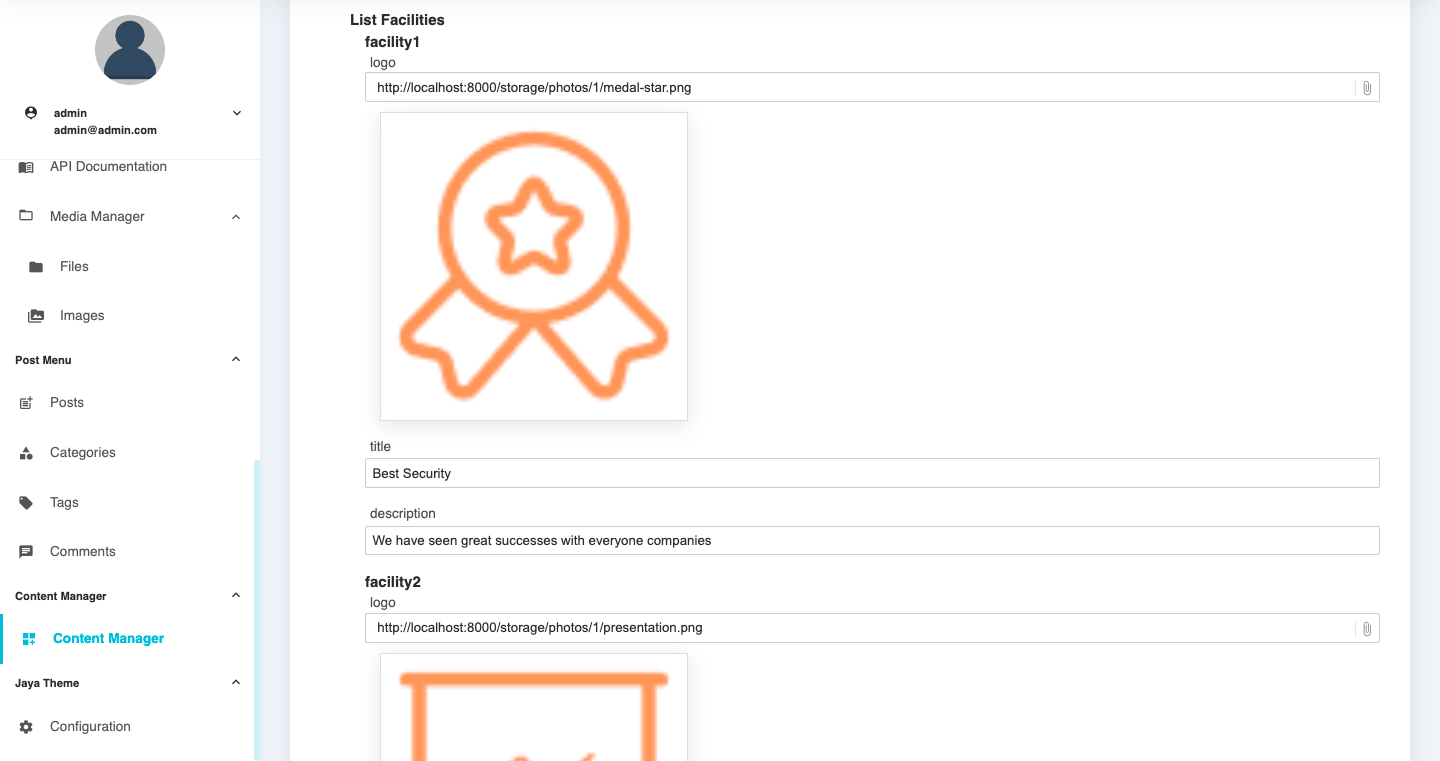 admin
admin@admin.com
API Documentation
Media Manager
Files
Images
Post Menu
Posts
Categories
Tags
Comments
Content Manager
Content Manager
Jaya Theme
Configuration
List Facilities
facility1
logo
http://localhost:8000/storage/photos/1/medal-star.png
title
Best Security
description
We have seen great successes with everyone companies
facility2
logo
http://localhost:8000/storage/photos/1/presentation.png